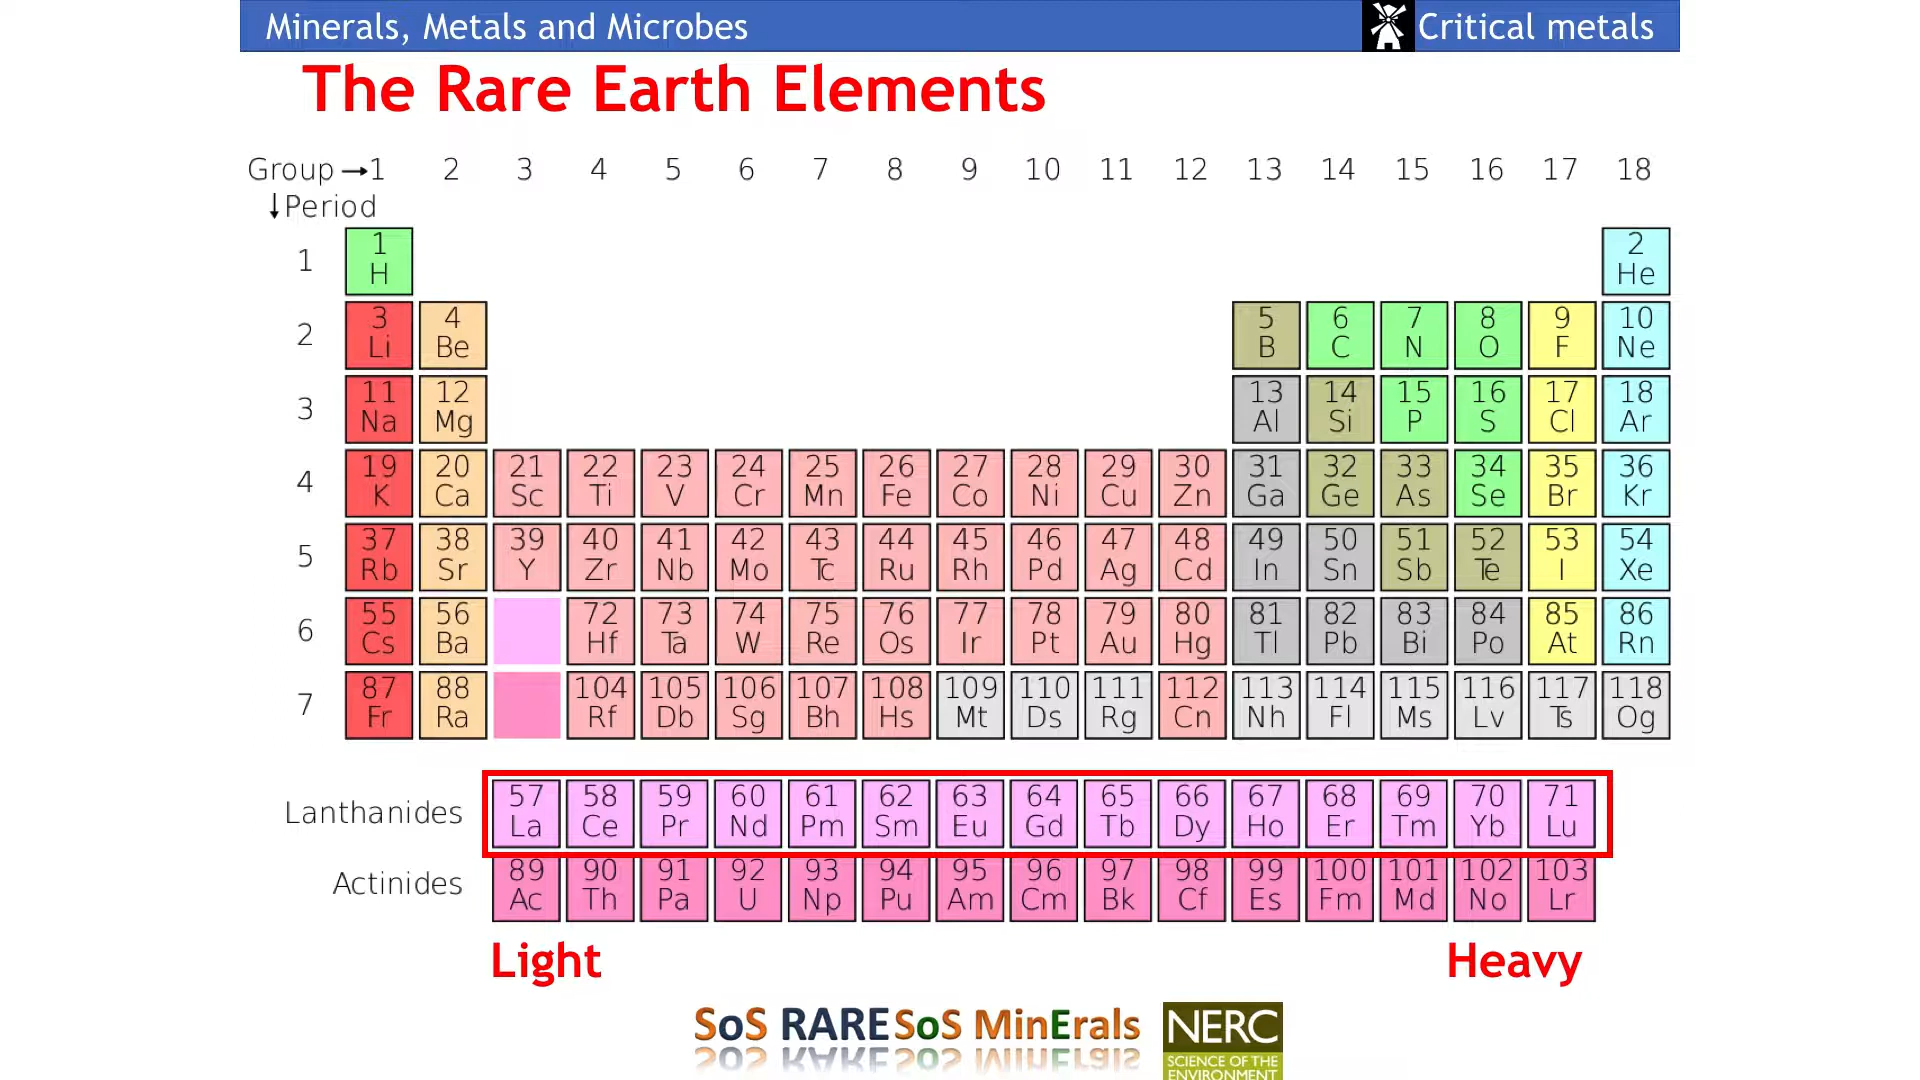 Minerals, Metals and Microbes
Critical metals
The Rare Earth Elements
Group →1 2 3 4 5 6 7 8 9 10 11 12 13 14 15 16 17 18
↓Period
1 1 2
H He
2 3 4 5 6 7 8 9 10
Li Be B C N O F Ne
3 11 12 13 14 15 16 17 18
Na Mg Al Si P S Cl Ar
4 19 20 21 22 23 24 25 26 27 28 29 30 31 32 33 34 35 36
K Ca Sc Ti V Cr Mn Fe Co Ni Cu Zn Ga Ge As Se Br Kr
5 37 38 39 40 41 42 43 44 45 46 47 48 49 50 51 52 53 54
Rb Sr Y Zr Nb Mo Tc Ru Rh Pd Ag Cd In Sn Sb Te I Xe
6 55 56 72 73 74 75 76 77 78 79 80 81 82 83 84 85 86
Cs Ba Hf Ta W Re Os Ir Pt Au Hg Tl Pb Bi Po At Rn
7 87 88 104 105 106 107 108 109 110 111 112 113 114 115 116 117 118
Fr Ra Rf Db Sg Bh Hs Mt Ds Rg Cn Nh Fl Ms Lv Ts Og
Lanthanides 57 58 59 60 61 62 63 64 65 66 67 68 69 70 71
La Ce Pr Nd Pm Sm Eu Gd Tb Dy Ho Er Tm Yb Lu
Actinides 89 90 91 92 93 94 95 96 97 98 99 100 101 102 103
Ac Th Pa U Np Pu Am Cm Bk Cf Es Fm Md No Lr
Light Heavy
SoS RARE SoS MinErals NERC
SCIENCE OF THE
ENVIRONMENT